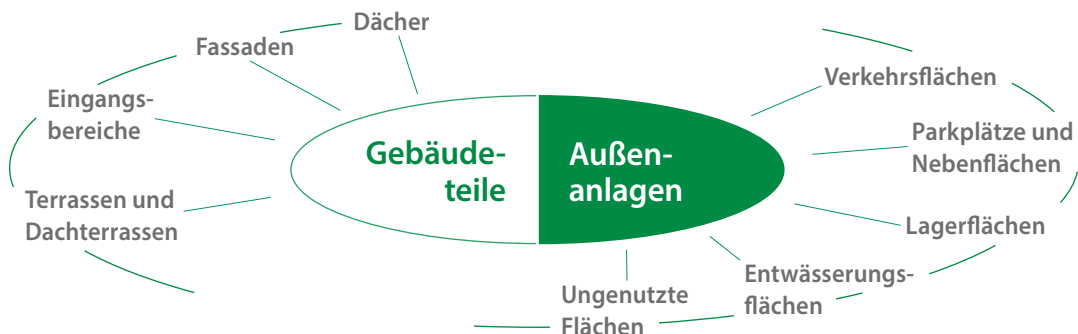 Dächer
Fassaden
Eingangs-
bereiche
Terrassen und
Dachterrassen
Gebäude-
teile
Außen-
anlagen
Verkehrsflächen
Parkplätze und
Nebenflächen
Lagerflächen
Entwässerungs-
flächen
Ungenutzte
Flächen